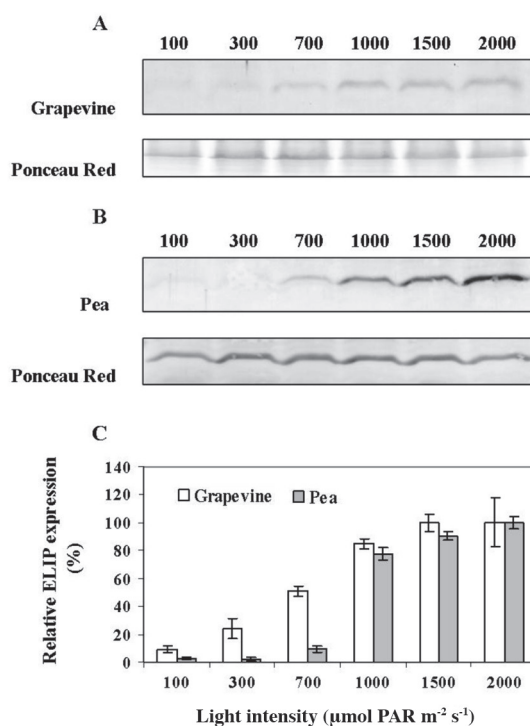 A
100 300 700 1000 1500 2000
Grapevine
Ponceau Red
B
100 300 700 1000 1500 2000
Pea
Ponceau Red
C
Relative ELIP expression
(%)
140
120
100
80
60
40
20
0
Grapevine Pea
100 300 700 1000 1500 2000
Light intensity (µmol PAR m⁻² s⁻¹)